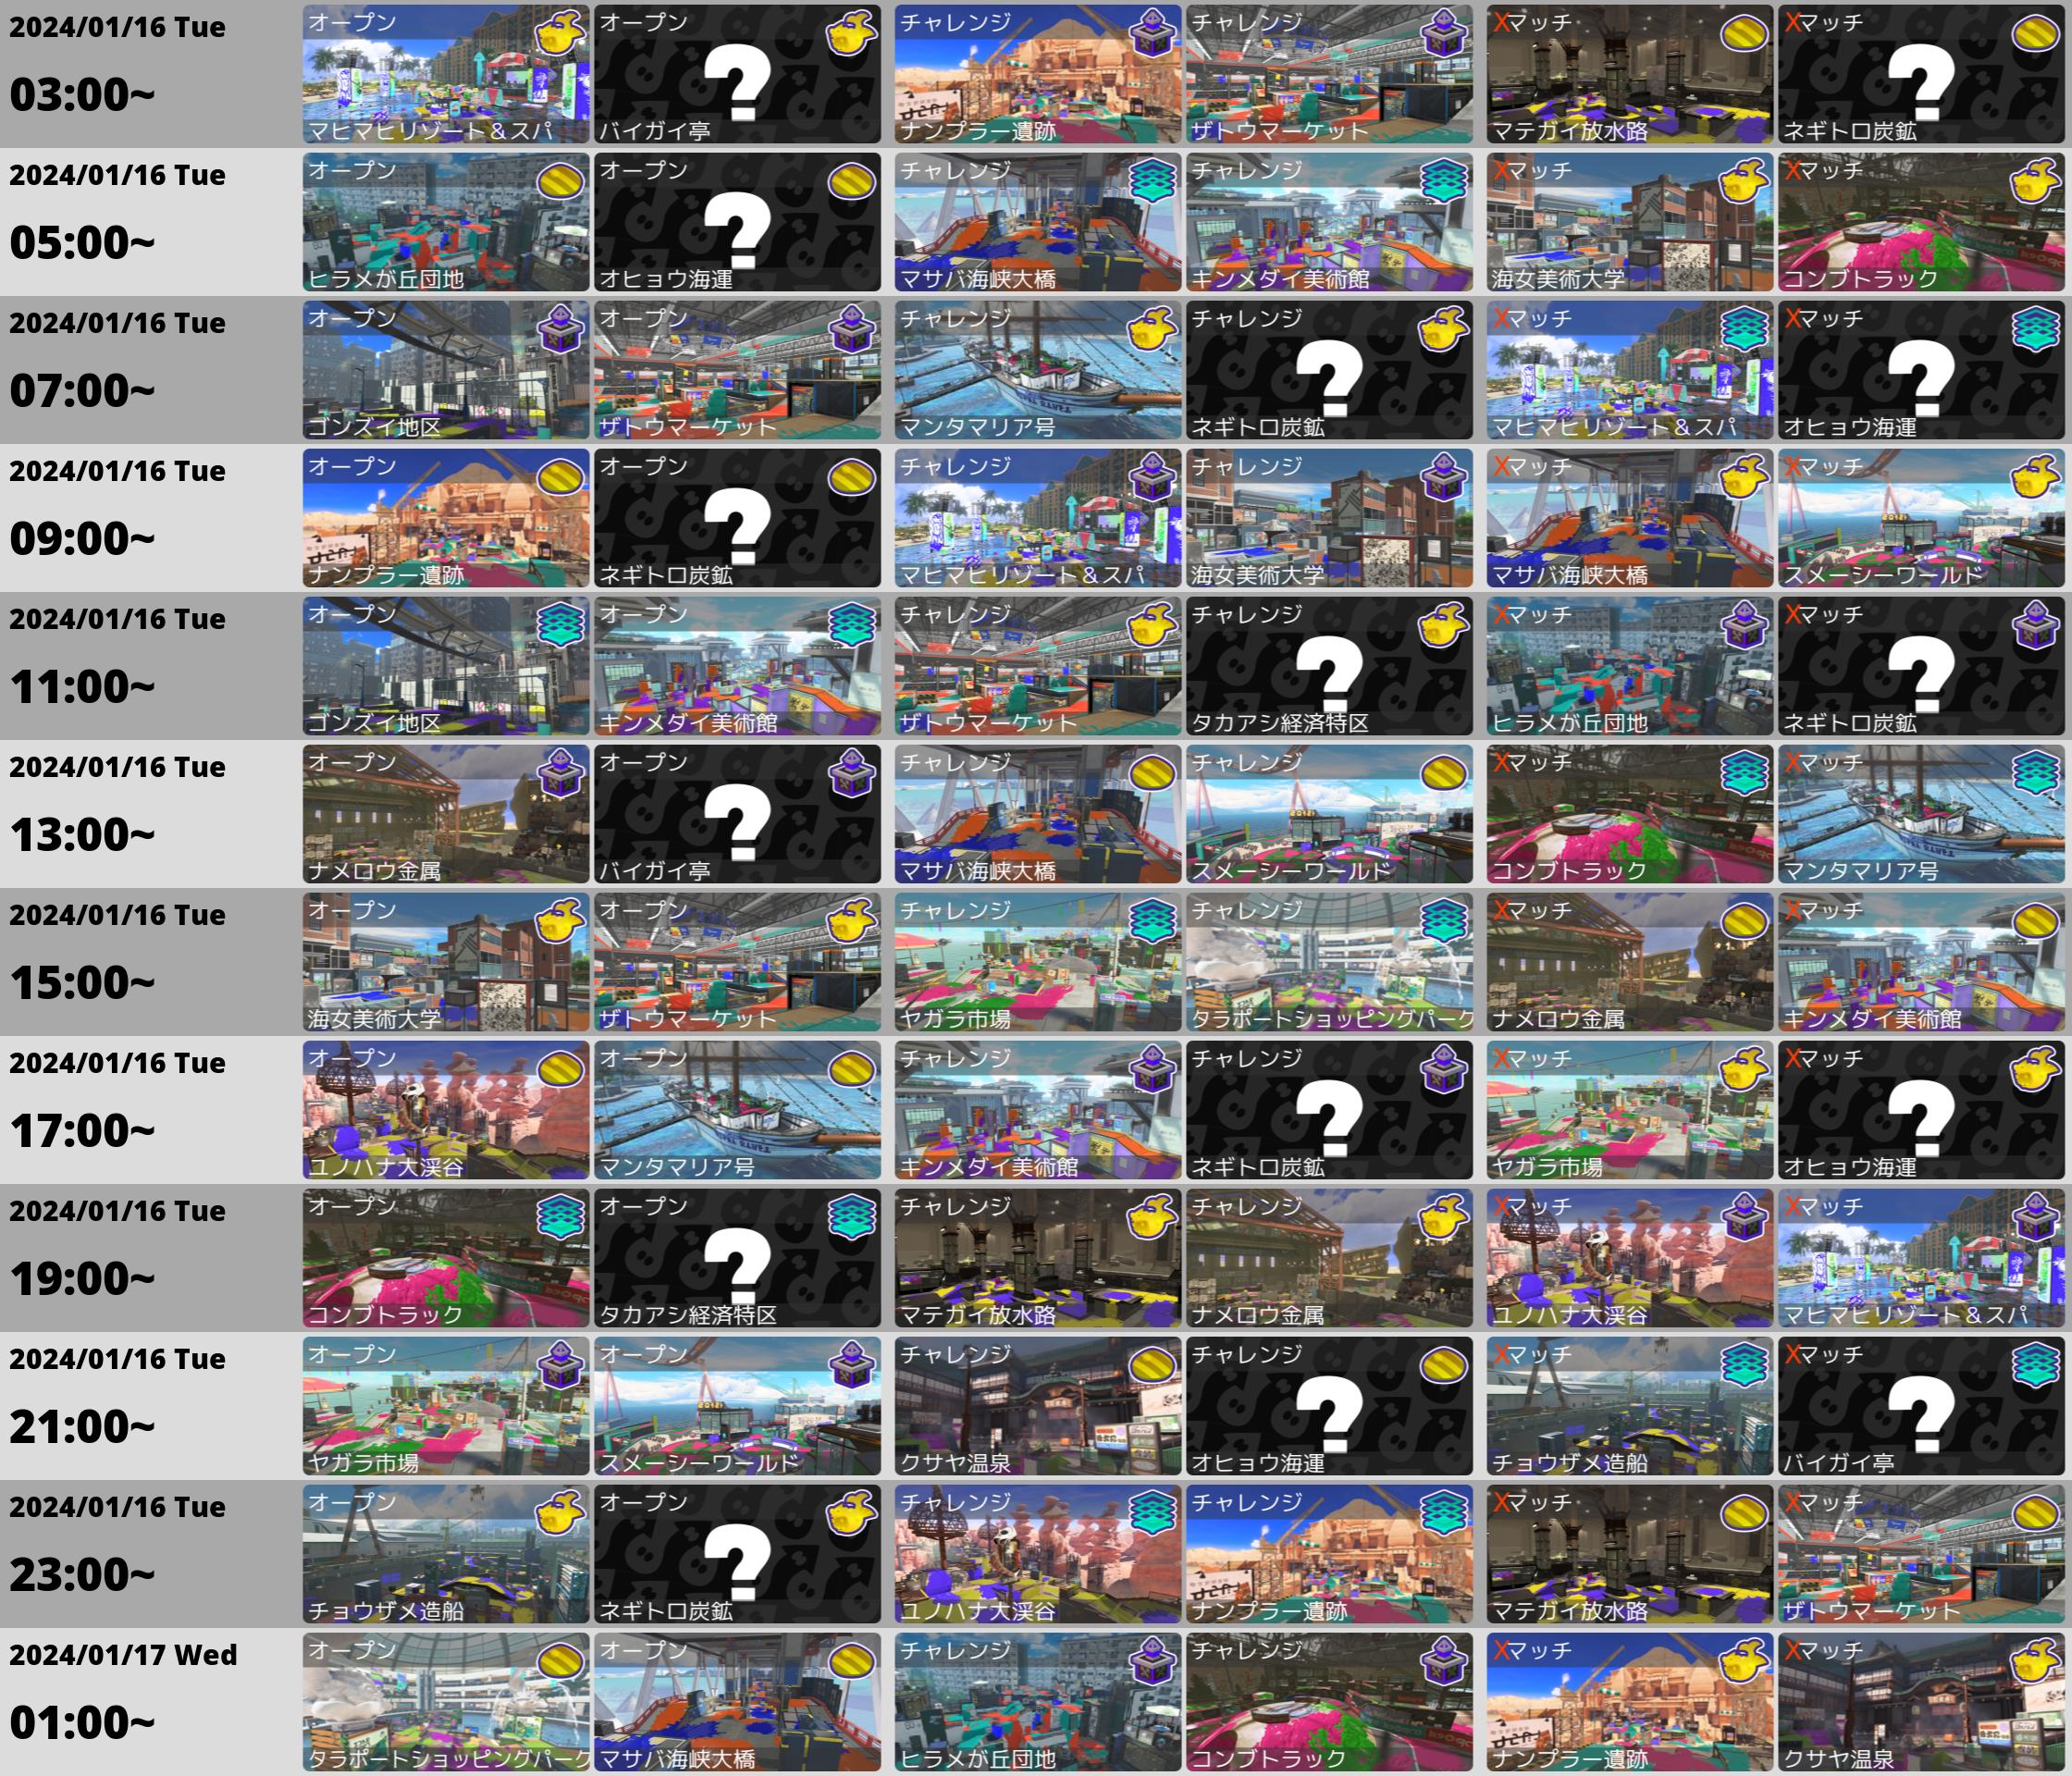 2024/01/16 Tue
03:00~
オープン
マヒマヒリゾート＆スパ
オープン
バイガイ亭
チャレンジ
ナンプラー遺跡
チャレンジ
ザトウマーケット
Xマッチ
マテガイ放水路
Xマッチ
ネギトロ炭鉱
2024/01/16 Tue
05:00~
オープン
ヒラメが丘団地
オープン
オヒョウ海運
チャレンジ
マサバ海峡大橋
チャレンジ
キンメダイ美術館
Xマッチ
海女美術大学
Xマッチ
コンブトラック
2024/01/16 Tue
07:00~
オープン
ゴンズイ地区
オープン
ザトウマーケット
チャレンジ
マンタマリア号
チャレンジ
ネギトロ炭鉱
Xマッチ
マヒマヒリゾート＆スパ
Xマッチ
オヒョウ海運
2024/01/16 Tue
09:00~
オープン
ナンプラー遺跡
オープン
ネギトロ炭鉱
チャレンジ
マヒマヒリゾート＆スパ
チャレンジ
海女美術大学
Xマッチ
マサバ海峡大橋
Xマッチ
スメーシーワールド
2024/01/16 Tue
11:00~
オープン
ゴンズイ地区
オープン
キンメダイ美術館
チャレンジ
ザトウマーケット
チャレンジ
タカアシ経済特区
Xマッチ
ヒラメが丘団地
Xマッチ
ネギトロ炭鉱
2024/01/16 Tue
13:00~
オープン
ナメロウ金属
オープン
バイガイ亭
チャレンジ
マサバ海峡大橋
チャレンジ
スメーシーワールド
Xマッチ
コンブトラック
Xマッチ
マンタマリア号
2024/01/16 Tue
15:00~
オープン
海女美術大学
オープン
ザトウマーケット
チャレンジ
ヤガラ市場
チャレンジ
タラポートショッピングパーク
Xマッチ
ナメロウ金属
Xマッチ
キンメダイ美術館
2024/01/16 Tue
17:00~
オープン
ユノハナ大渓谷
オープン
マンタマリア号
チャレンジ
キンメダイ美術館
チャレンジ
ネギトロ炭鉱
Xマッチ
ヤガラ市場
Xマッチ
オヒョウ海運
2024/01/16 Tue
19:00~
オープン
コンブトラック
オープン
タカアシ経済特区
チャレンジ
マテガイ放水路
チャレンジ
ナメロウ金属
Xマッチ
ユノハナ大渓谷
Xマッチ
マヒマヒリゾート＆スパ
2024/01/16 Tue
21:00~
オープン
ヤガラ市場
オープン
スメーシーワールド
チャレンジ
クサヤ温泉
チャレンジ
オヒョウ海運
Xマッチ
チョウザメ造船
Xマッチ
バイガイ亭
2024/01/16 Tue
23:00~
オープン
チョウザメ造船
オープン
ネギトロ炭鉱
チャレンジ
ユノハナ大渓谷
チャレンジ
ナンプラー遺跡
Xマッチ
マテガイ放水路
Xマッチ
ザトウマーケット
2024/01/17 Wed
01:00~
オープン
タラポートショッピングパーク
オープン
マサバ海峡大橋
チャレンジ
ヒラメが丘団地
チャレンジ
コンブトラック
Xマッチ
ナンプラー遺跡
Xマッチ
クサヤ温泉